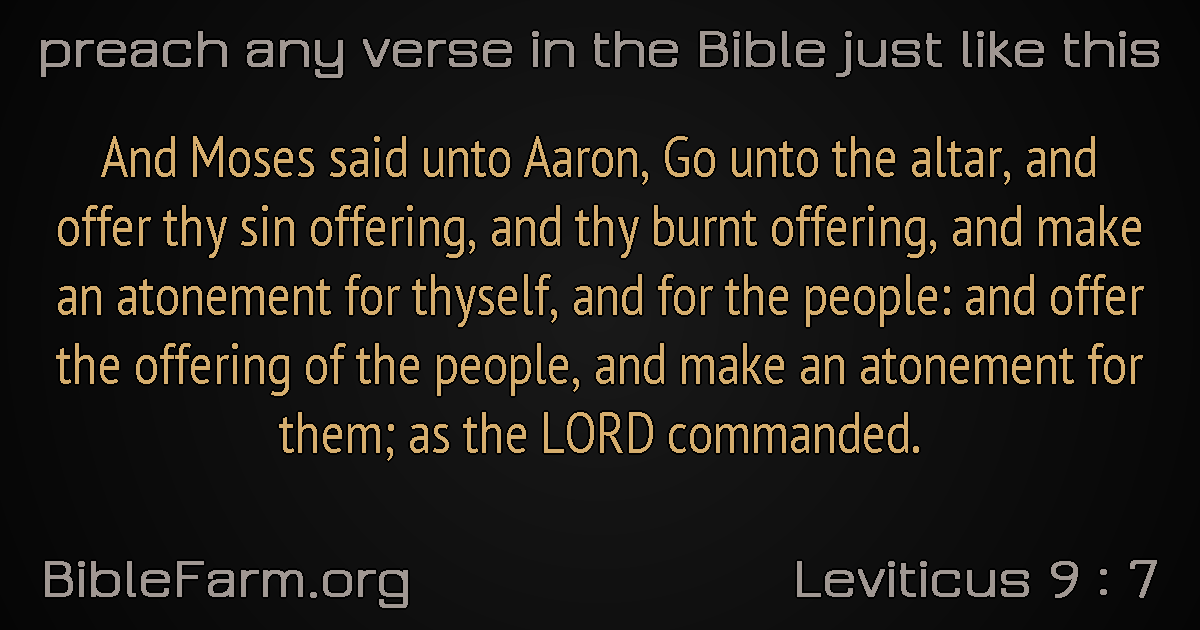 preach any verse in the Bible just like this
And Moses said unto Aaron, Go unto the altar, and
offer thy sin offering, and thy burnt offering, and make
an atonement for thyself, and for the people: and offer
the offering of the people, and make an atonement for
them; as the LORD commanded.
BibleFarm.org
Leviticus 9 : 7